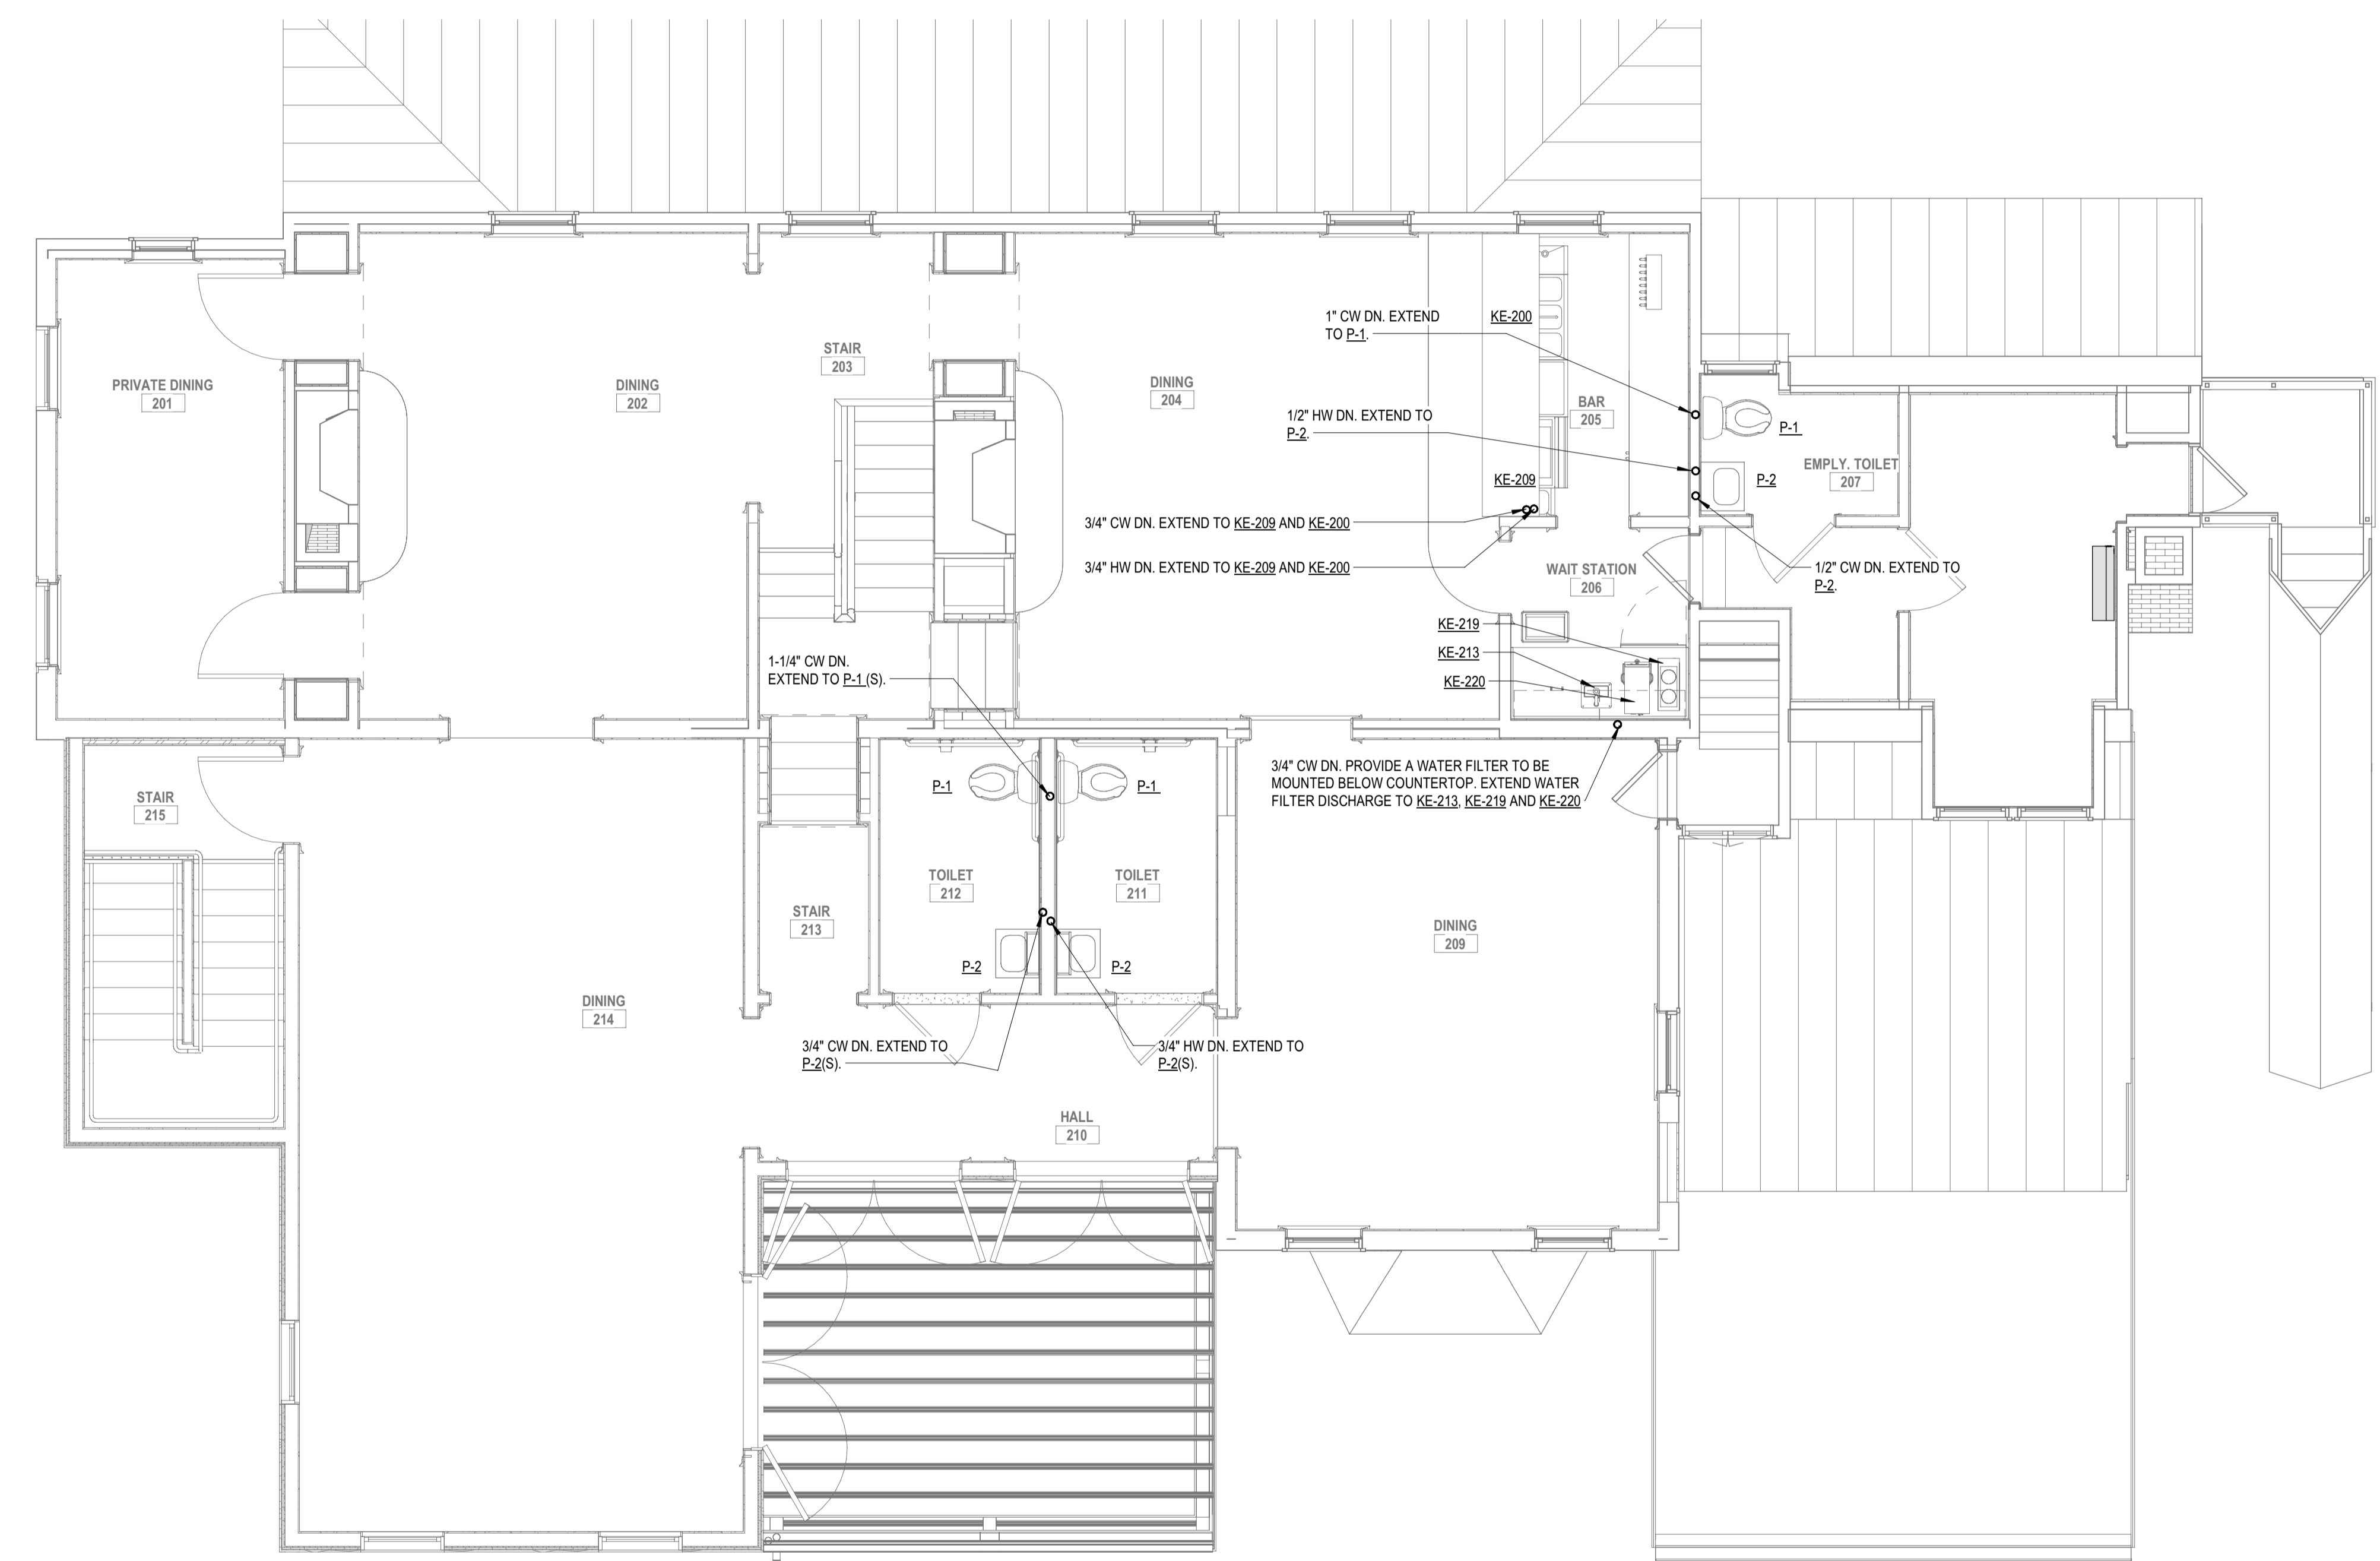 1" CW DN. EXTEND
TO P-1.
KE-200
STAIR
203
PRIVATE DINING
201
DINING
202
DINING
204
BAR
205
1/2" HW DN. EXTEND TO
P-2.
P-1
EMPLY. TOILET
207
KE-209
P-2
3/4" CW DN. EXTEND TO KE-209 AND KE-200
3/4" HW DN. EXTEND TO KE-209 AND KE-200
WAIT STATION
206
1/2" CW DN. EXTEND TO
P-2.
KE-219
KE-213
KE-220
1-1/4" CW DN.
EXTEND TO P-1 (S).
3/4" CW DN. PROVIDE A WATER FILTER TO BE
MOUNTED BELOW COUNTERTOP. EXTEND WATER
FILTER DISCHARGE TO KE-213, KE-219 AND KE-220
P-1
P-1
STAIR
215
TOILET
212
TOILET
211
STAIR
213
DINING
209
P-2
P-2
DINING
214
3/4" CW DN. EXTEND TO
P-2(S).
3/4" HW DN. EXTEND TO
P-2(S).
HALL
210